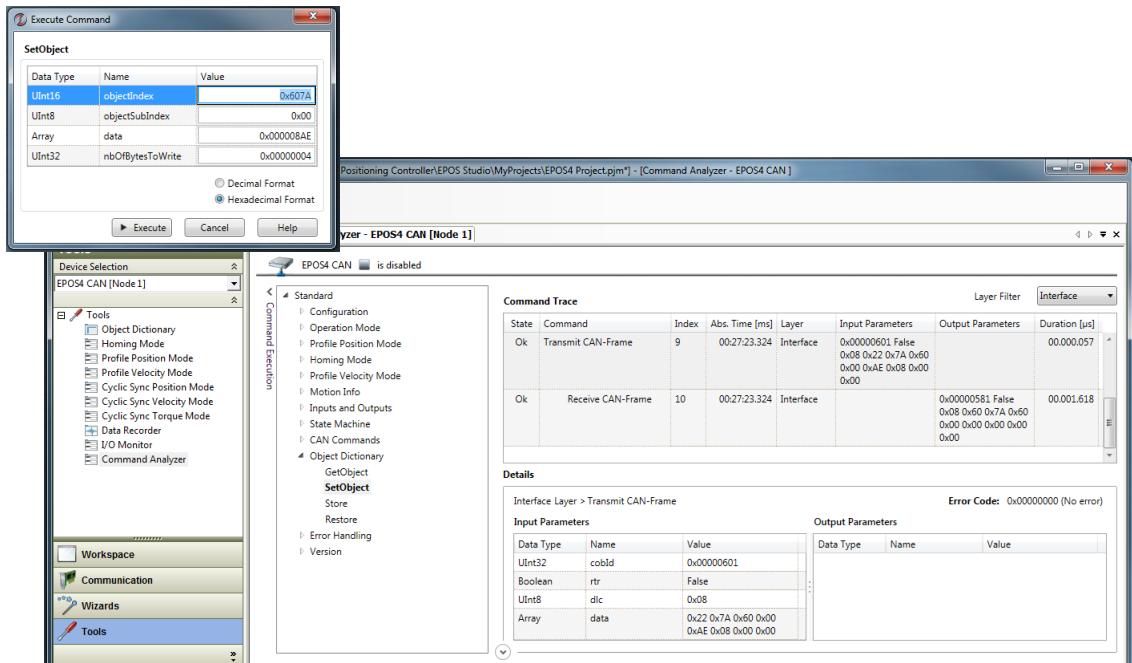 Execute Command
SetObject
Data Type Name Value
UInt16 objectIndex 0x607A
UInt8 objectSubIndex 0x00
Array data 0x000008AE
UInt32 nbOfBytesToWrite 0x00000004
Decimal Format
Hexadecimal Format
Execute Cancel Help
Positioning Controller\EPOS Studio\MyProjects\EPOS4 Project.pjm*] - [Command Analyzer - EPOS4 CAN ]
yzer - EPOS4 CAN [Node 1]
Device Selection
EPOS4 CAN [Node 1]
Tools
Object Dictionary
Homing Mode
Profile Position Mode
Profile Velocity Mode
Cyclic Sync Position Mode
Cyclic Sync Velocity Mode
Cyclic Sync Torque Mode
Data Recorder
I/O Monitor
Command Analyzer
Workspace
Communication
Wizards
Tools
EPOS4 CAN is disabled
Command Execution
Standard
Configuration
Operation Mode
Profile Position Mode
Homing Mode
Profile Velocity Mode
Motion Info
Inputs and Outputs
State Machine
CAN Commands
Object Dictionary
GetObject
SetObject
Store
Restore
Error Handling
Version
Command Trace
Layer Filter Interface
State Command Index Abs. Time [ms] Layer Input Parameters Output Parameters Duration [µs]
Ok Transmit CAN-Frame 9 00:27:23.324 Interface 0x00000601 False 00.000.057
0x08 0x22 0x7A 0x60
0x00 0xAE 0x08 0x00
0x00
Ok Receive CAN-Frame 10 00:27:23.324 Interface 0x00000581 False 00.001.618
0x08 0x60 0x7A 0x60
0x00 0x00 0x00 0x00
0x00
Details
Interface Layer > Transmit CAN-Frame Error Code: 0x00000000 (No error)
Input Parameters
Data Type Name Value
UInt32 cobId 0x00000601
Boolean rtr False
UInt8 dlc 0x08
Array data 0x22 0x7A 0x60 0x00
0xAE 0x08 0x00 0x00
Output Parameters
Data Type Name Value